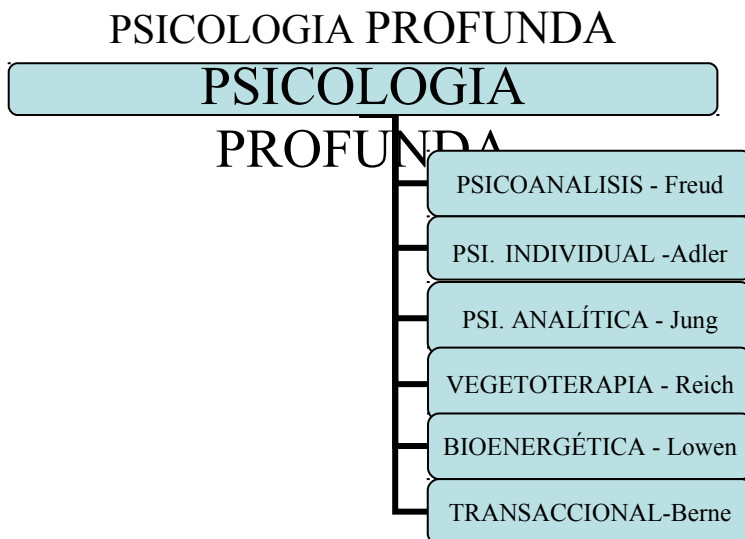 PSICOLOGIA PROFUNDA
PSICOLOGIA
PROFUNDA
PSICOANALISIS - Freud
PSI. INDIVIDUAL -Adler
PSI. ANALÍTICA - Jung
VEGETOTERAPIA - Reich
BIOENERGÉTICA - Lowen
TRANSACCIONAL-Berne